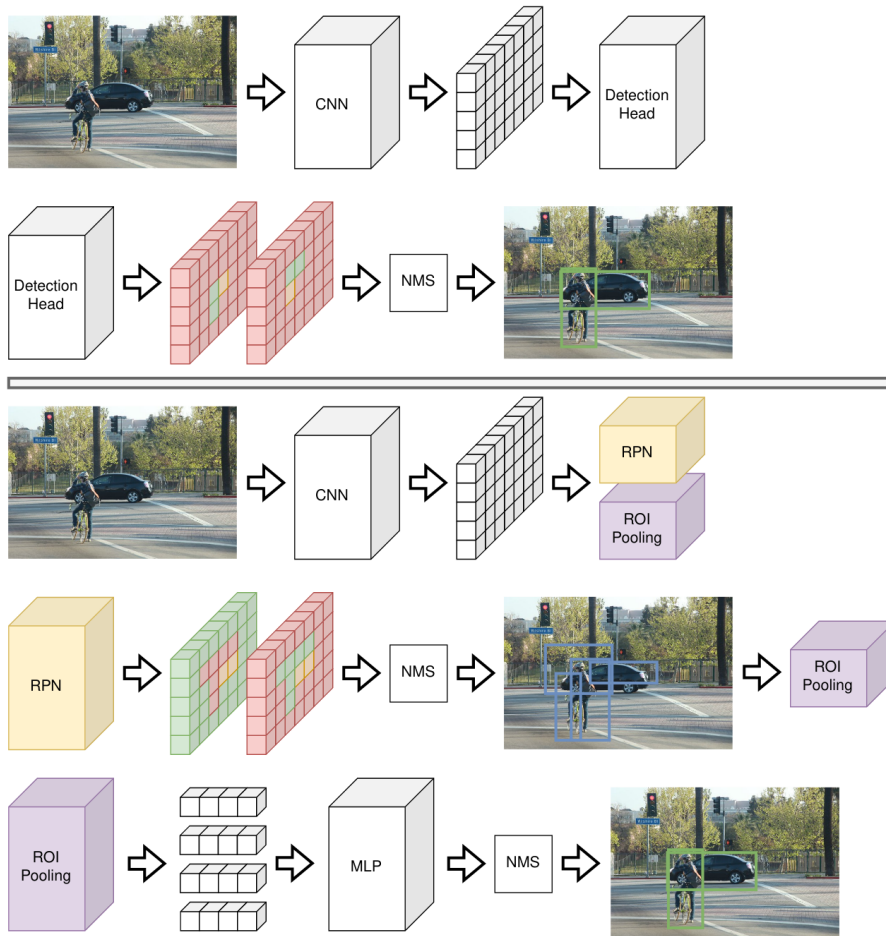 CNN
Detection
Head
Detection
Head
NMS
CNN
RPN
ROI
Pooling
RPN
NMS
ROI
Pooling
ROI
Pooling
MLP
NMS